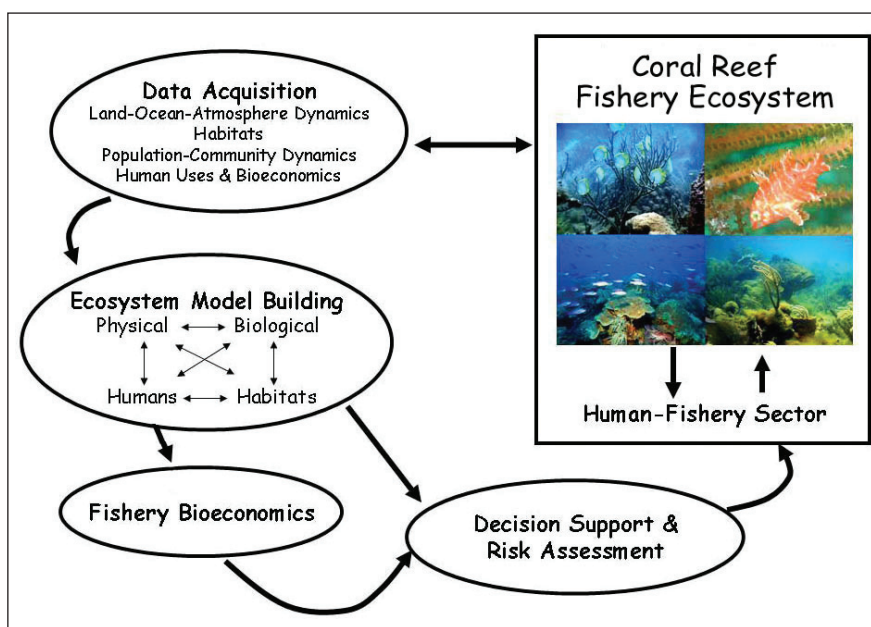 Data Acquisition
Land-Ocean-Atmosphere Dynamics
Habitats
Population-Community Dynamics
Human Uses & Bioeconomics
Coral Reef
Fishery Ecosystem
Ecosystem Model Building
Physical Biological
Humans Habitats
Human-Fishery Sector
Fishery Bioeconomics
Decision Support &
Risk Assessment